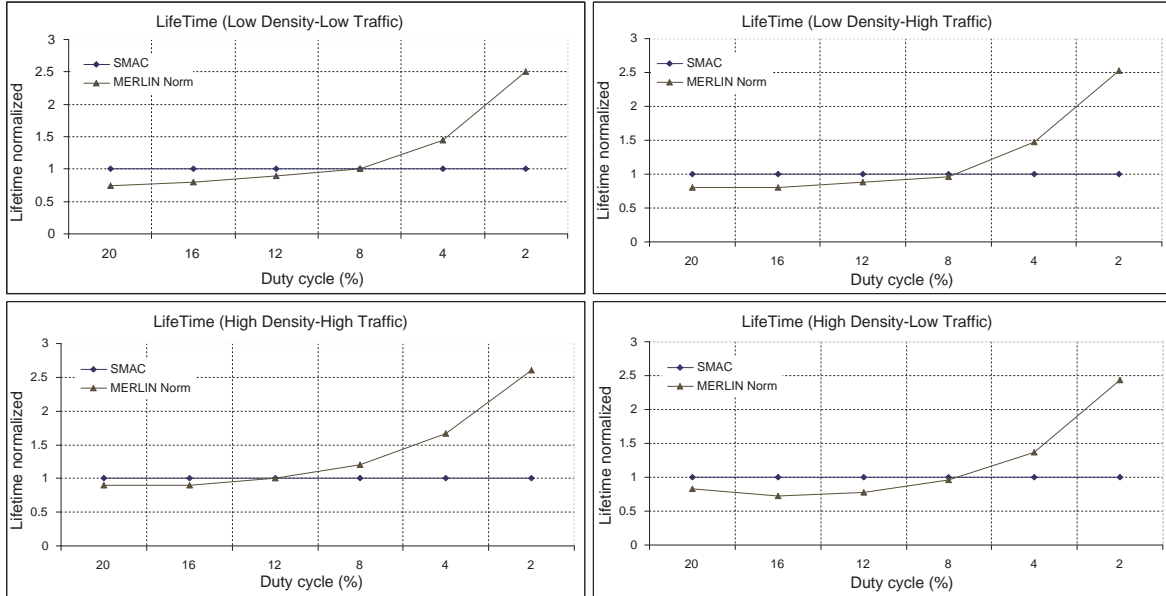 LifeTime (Low Density-Low Traffic)
3
2.5
2
1.5
1
0.5
0
Lifetime normalized
SMAC
MERLIN Norm
20 16 12 8 4 2
Duty cycle (%)
LifeTime (Low Density-High Traffic)
3
2.5
2
1.5
1
0.5
0
Lifetime normalized
SMAC
MERLIN Norm
20 16 12 8 4 2
Duty cycle (%)
LifeTime (High Density-High Traffic)
3
2.5
2
1.5
1
0.5
0
Lifetime normalized
SMAC
MERLIN Norm
20 16 12 8 4 2
Duty cycle (%)
LifeTime (High Density-Low Traffic)
3
2.5
2
1.5
1
0.5
0
Lifetime normalized
SMAC
MERLIN Norm
20 16 12 8 4 2
Duty cycle (%)